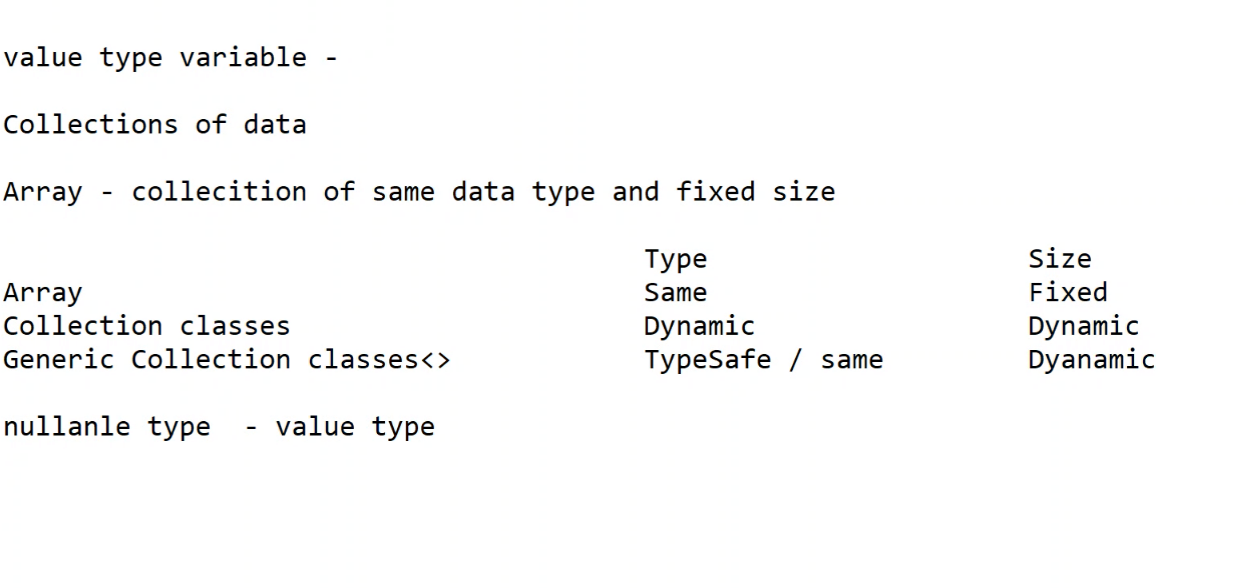 value type variable -
Collections of data
Array - collecition of same data type and fixed size
Type Size
Array Same Fixed
Collection classes Dynamic Dynamic
Generic Collection classes<> TypeSafe / same Dyanamic
nullanle type - value type